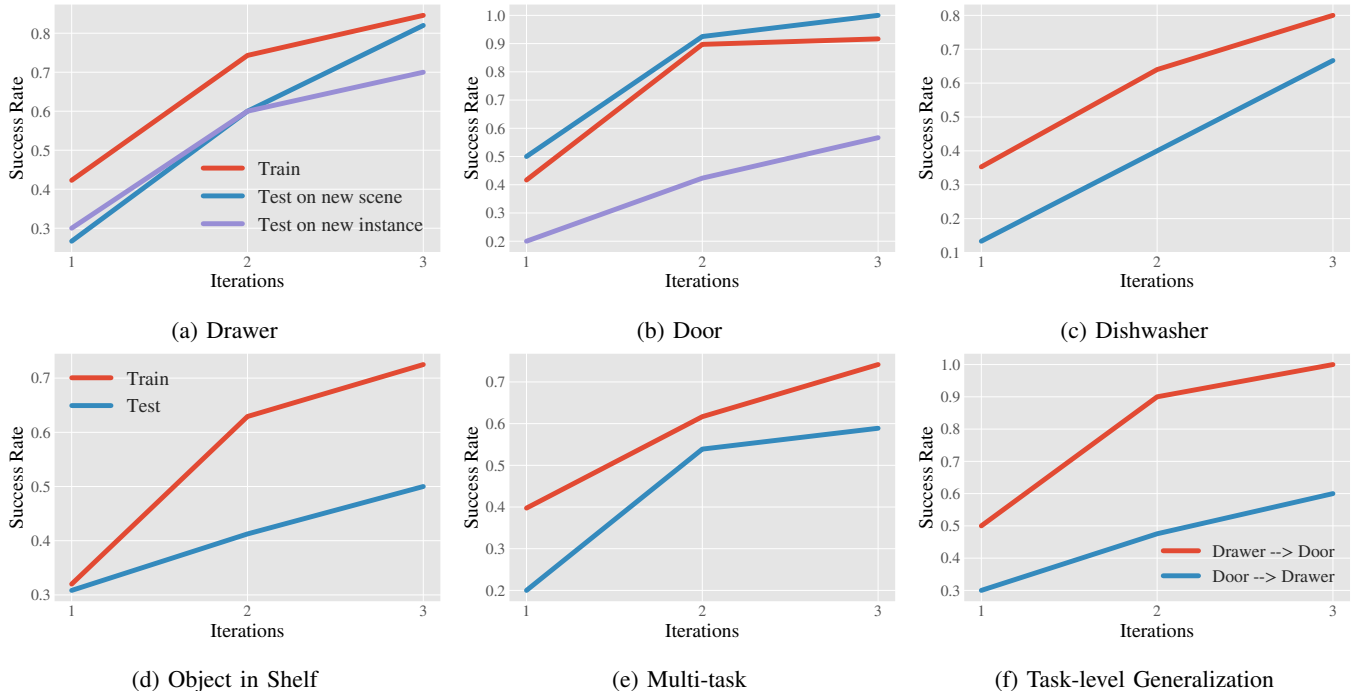 Success Rate
0.8
0.7
0.6
0.5
0.4
0.3
Train
Test on new scene
Test on new instance
1 2 3
Iterations
(a) Drawer
Success Rate
1.0
0.9
0.8
0.7
0.6
0.5
0.4
0.3
0.2
1 2 3
Iterations
(b) Door
Success Rate
0.8
0.7
0.6
0.5
0.4
0.3
0.2
0.1
1 2 3
Iterations
(c) Dishwasher
Success Rate
0.7
0.6
0.5
0.4
0.3
Train
Test
1 2 3
Iterations
(d) Object in Shelf
Success Rate
0.7
0.6
0.5
0.4
0.3
0.2
1 2 3
Iterations
(e) Multi-task
Success Rate
1.0
0.9
0.8
0.7
0.6
0.5
0.4
0.3
Drawer --> Door
Door --> Drawer
1 2 3
Iterations
(f) Task-level Generalization